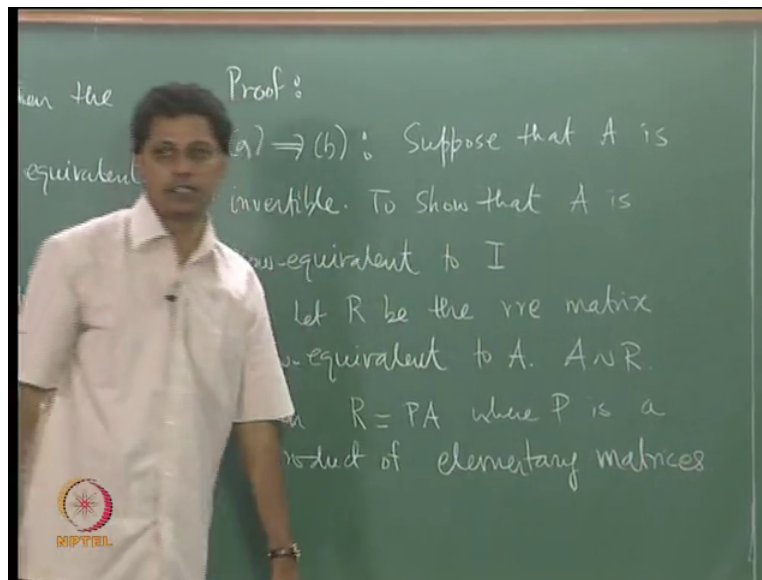 the
equivalent
Proof:
(a) ⟹ (b): Suppose that A is
invertible. To show that A is
equivalent to I
Let R be the rre matrix
equivalent to A. A ~ R.
R = PA where P is a
product of elementary matrices
NPTEL